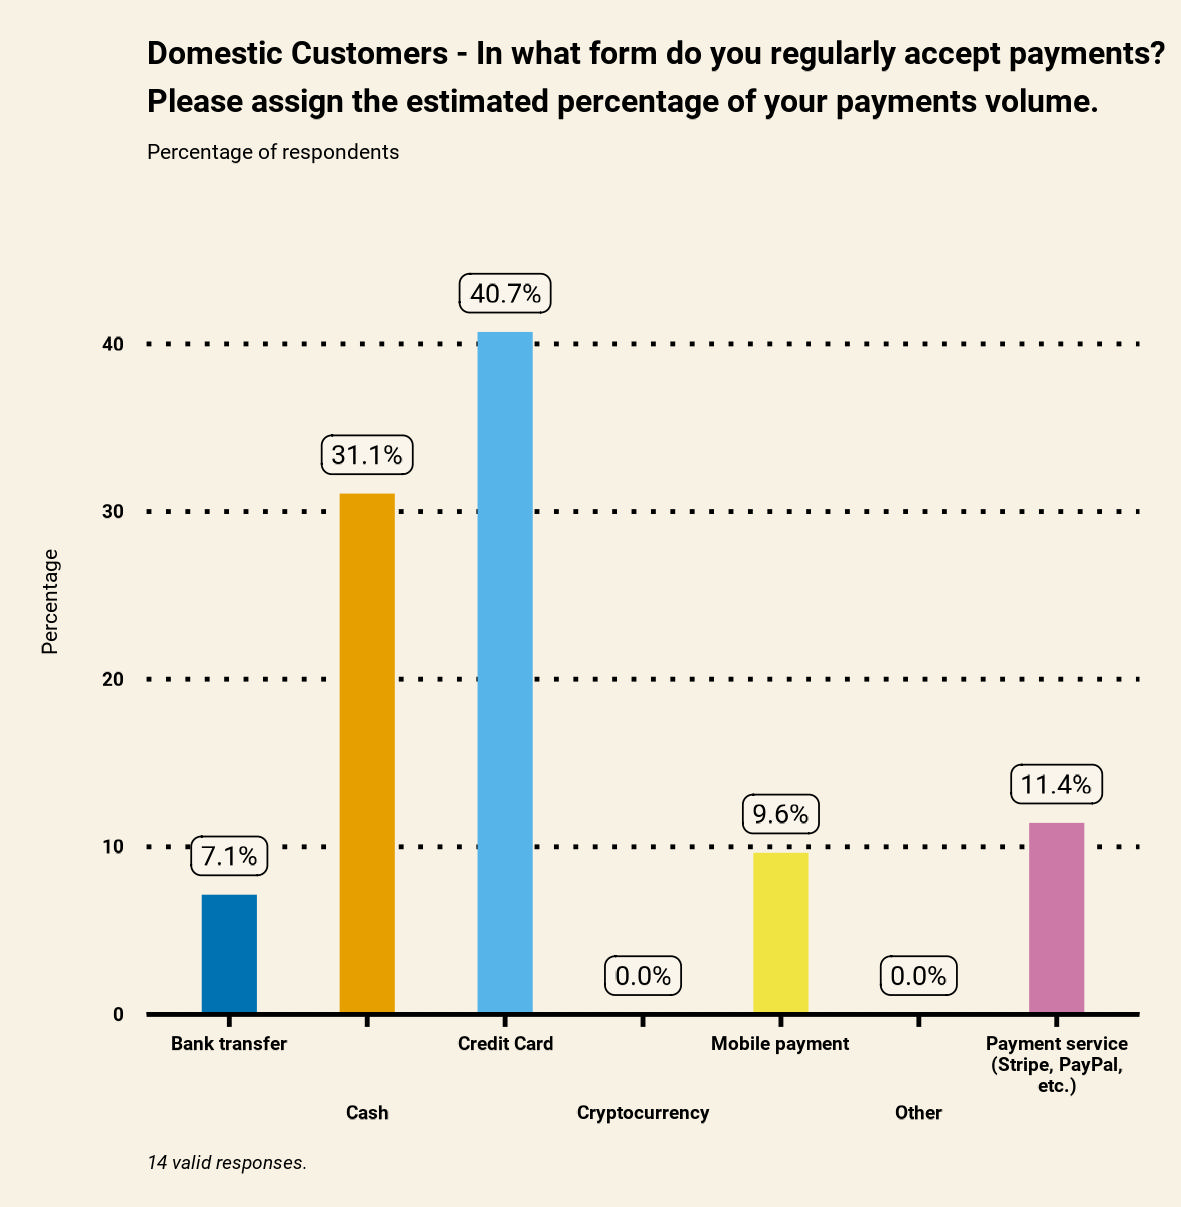 Domestic Customers - In what form do you regularly accept payments?
Please assign the estimated percentage of your payments volume.
Percentage of respondents
40.7%
40
31.1%
30
Percentage
20
11.4%
9.6%
10
7.1%
0.0%
0.0%
0
Bank transfer
Credit Card
Mobile payment
Payment service
(Stripe, PayPal,
etc.)
Cash
Cryptocurrency
Other
14 valid responses.